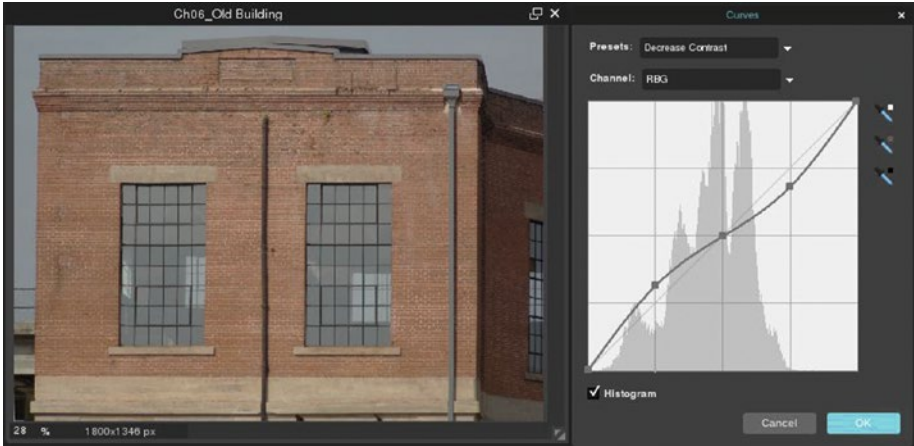 Ch06_Old Building
28 % 1800x1346 px
Curves
Presets: Decrease Contrast
Channel: RBG
Histogram
Cancel OK